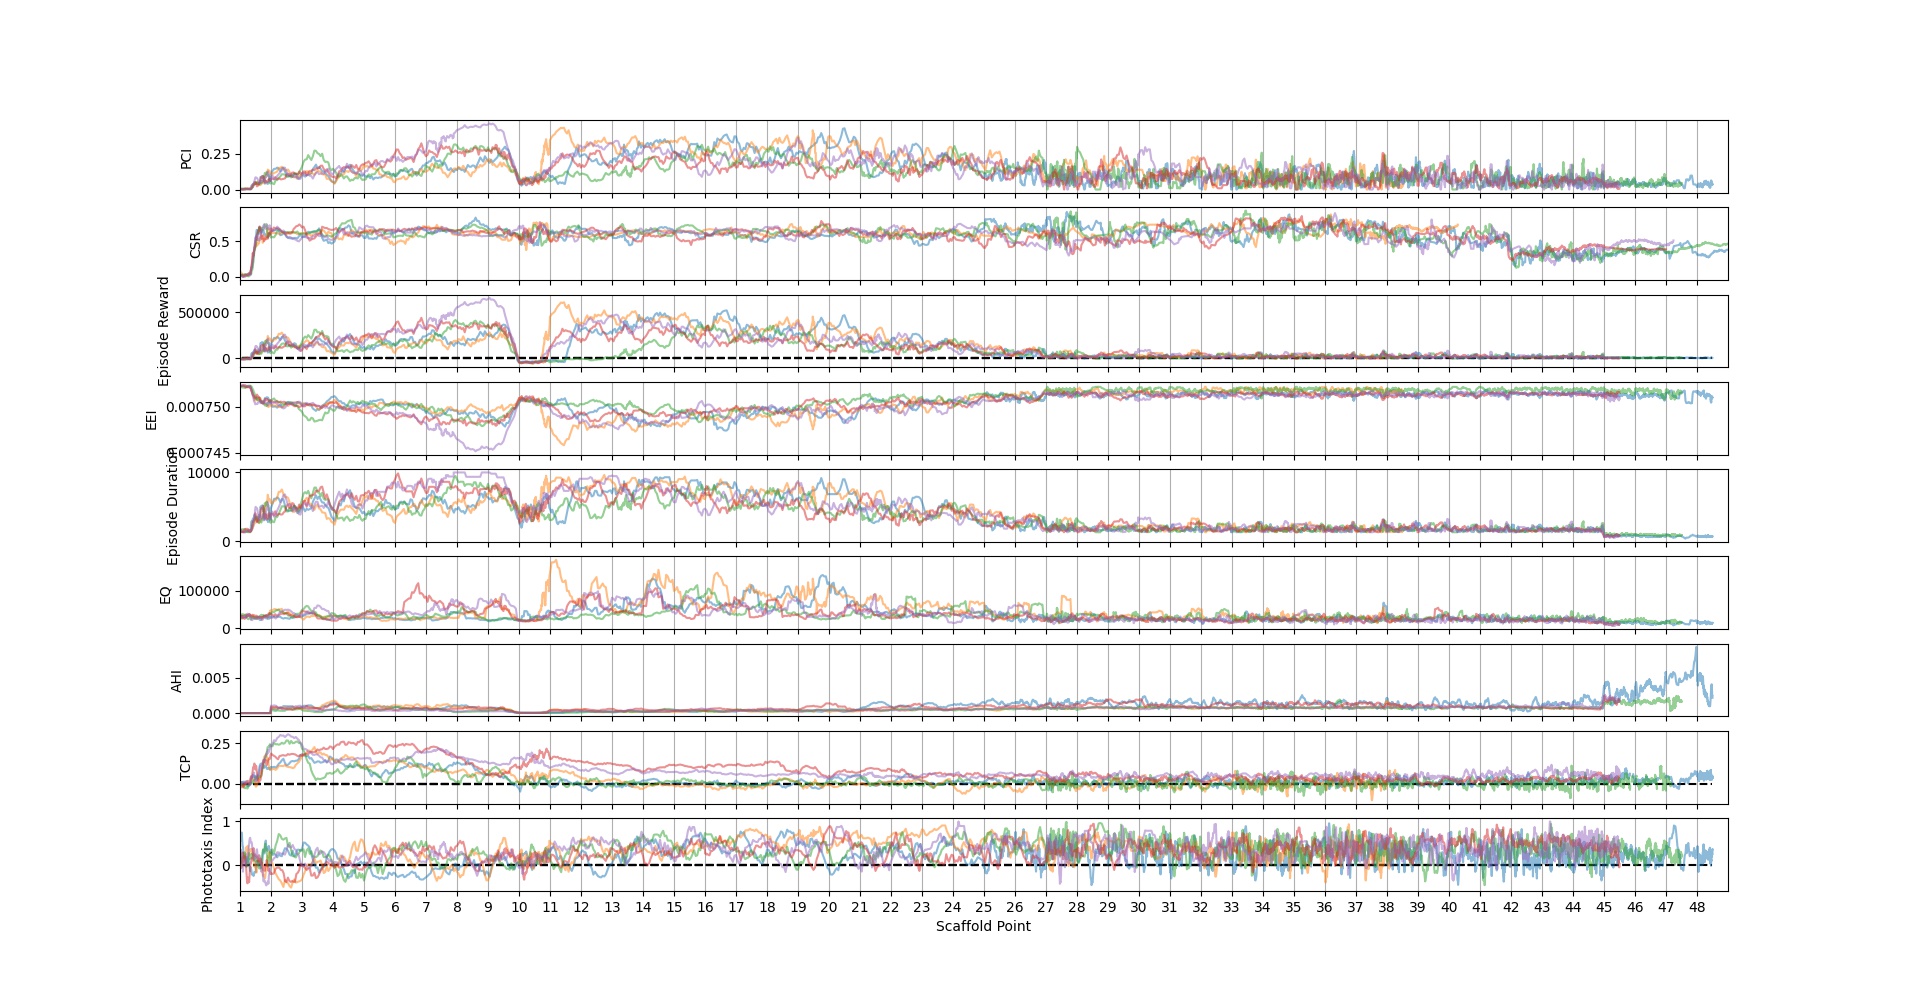 PCI
0.25
0.00
CSR
0.5
0.0
Episode Reward
500000
0
EEI
0.000750
0.000745
Episode Duration
10000
0
EQ
100000
0
AHI
0.005
0.000
TCP
0.25
0.00
Phototaxis Index
1
0
1 2 3 4 5 6 7 8 9 10 11 12 13 14 15 16 17 18 19 20 21 22 23 24 25 26 27 28 29 30 31 32 33 34 35 36 37 38 39 40 41 42 43 44 45 46 47 48
Scaffold Point